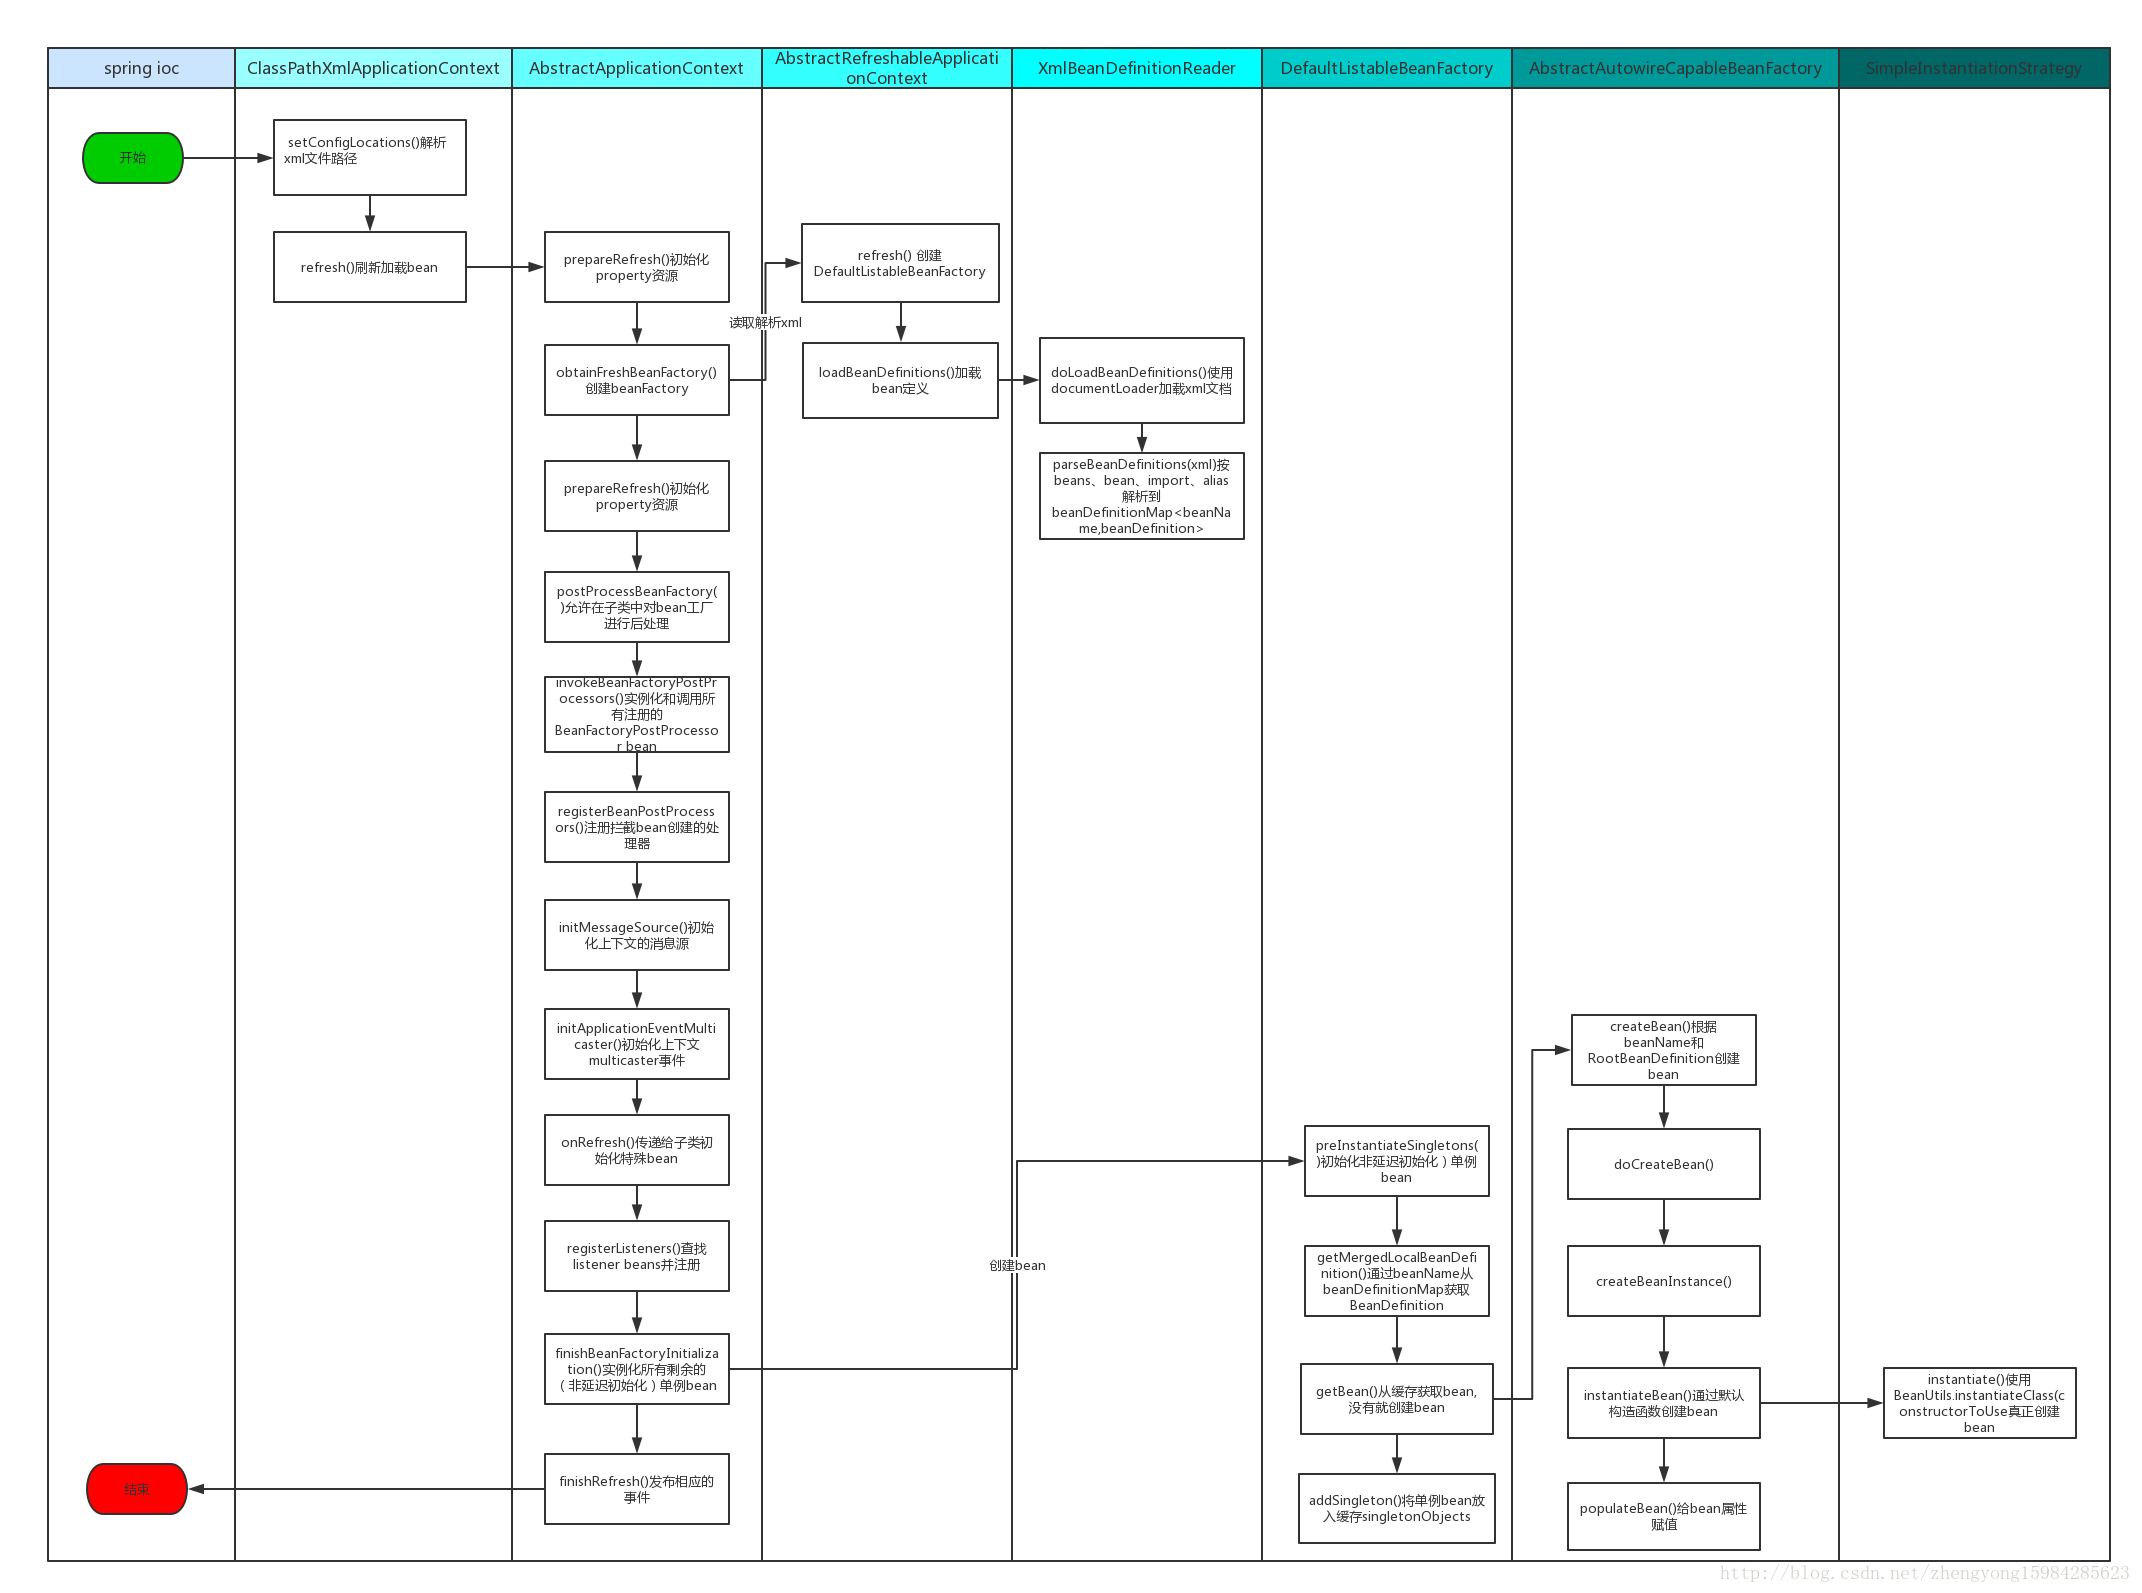 spring ioc
ClassPathXmlApplicationContext
AbstractApplicationContext
AbstractRefreshableApplicati
onContext
XmlBeanDefinitionReader
DefaultListableBeanFactory
AbstractAutowireCapableBeanFactory
SimpleInstantiationStrategy
开始
setConfigLocations()解析
xml文件路径
refresh()刷新加载bean
prepareRefresh()初始化
property资源
obtainFreshBeanFactory()
创建beanFactory
prepareRefresh()初始化
property资源
postProcessBeanFactory(
)允许在子类中对bean工厂
进行后处理
invokeBeanFactoryPostPr
ocessors()实例化和调用所
有注册的
BeanFactoryPostProcesso
r bean
registerBeanPostProcess
ors()注册拦截bean创建的处
理器
initMessageSource()初始
化上下文的消息源
initApplicationEventMulti
caster()初始化上下文
multicaster事件
onRefresh()传递给子类初
始化特殊bean
registerListeners()查找
listener beans并注册
finishBeanFactoryInitializa
tion()实例化所有剩余的
（非延迟初始化）单例bean
finishRefresh()发布相应的
事件
结束
读取解析xml
refresh() 创建
DefaultListableBeanFactory
loadBeanDefinitions()加载
bean定义
doLoadBeanDefinitions()使用
documentLoader加载xml文档
parseBeanDefinitions(xml)按
beans、bean、import、alias
解析到
beanDefinitionMap<beanNa
me,beanDefinition>
创建bean
preInstantiateSingletons(
)初始化非延迟初始化）单例
bean
getMergedLocalBeanDefi
nition()通过beanName从
beanDefinitionMap获取
BeanDefinition
getBean()从缓存获取bean,
没有就创建bean
addSingleton()将单例bean放
入缓存singletonObjects
createBean()根据
beanName和
RootBeanDefinition创建
bean
doCreateBean()
createBeanInstance()
instantiateBean()通过默认
构造函数创建bean
populateBean()给bean属性
赋值
instantiate()使用
BeanUtils.instantiateClass(c
onstructorToUse真正创建
bean
http://blog.csdn.net/zhengyong15984285623